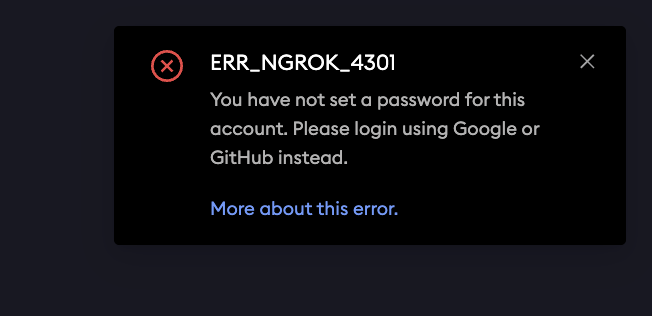 ERR_NGROK_4301
You have not set a password for this
account. Please login using Google or
GitHub instead.
More about this error.